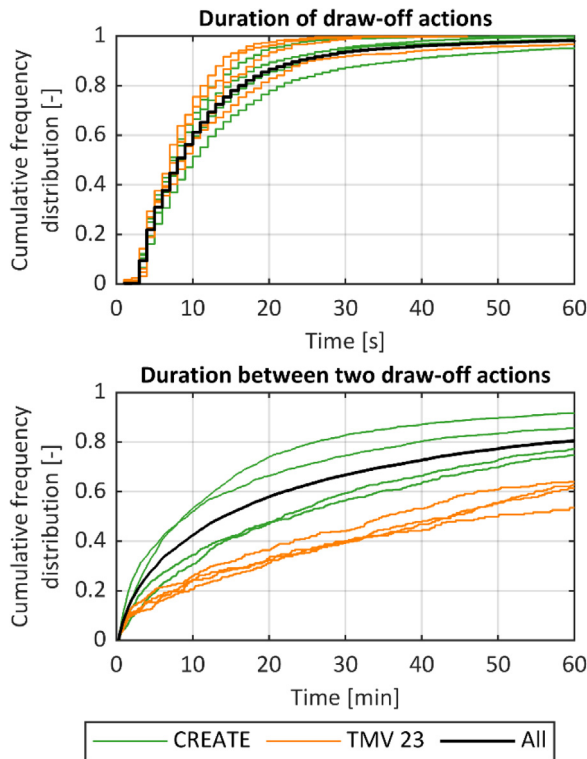 Duration of draw-off actions
Cumulative frequency
distribution [-]
1
0.8
0.6
0.4
0.2
0
0 10 20 30 40 50 60
Time [s]
Duration between two draw-off actions
Cumulative frequency
distribution [-]
1
0.8
0.6
0.4
0.2
0
0 10 20 30 40 50 60
Time [min]
CREATE TMV 23 All